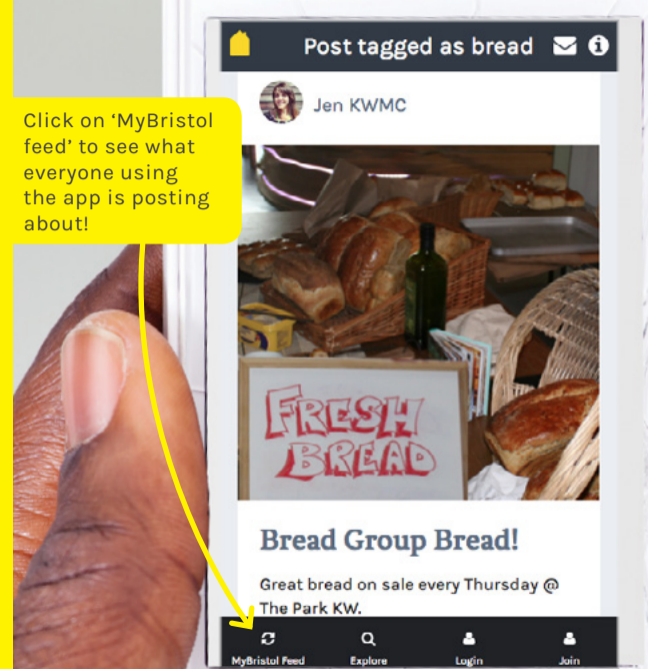 Post tagged as bread
Jen KWMC
Click on ‘MyBristol
feed’ to see what
everyone using
the app is posting
about!
FRESH
BREAD
Bread Group Bread!
Great bread on sale every Thursday @
The Park KW.
MyBristol Feed
Explore
Login
Join